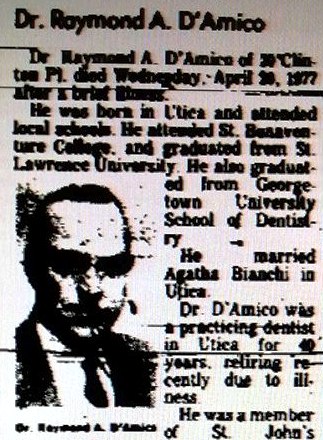 Dr. Raymond A. D'Amico
Dr Raymond A. D'Amico of Clin-
ton Pl. died Wednesday, April 20, 1977
after a brief illness.
He was born in Utica and attended
local schools. He attended St. Bonaven-
ture College, and graduated from St.
Lawrence University. He also graduat-
ed from George-
town University
School of Dentist-
ry
He married
Agatha Bianchi in
Utica.
Dr. D'Amico was
a practicing dentist
in Utica for 40
years, retiring re-
cently due to ill-
ness.
He was a member
of St. John's
Dr. Raymond A. D'Amico